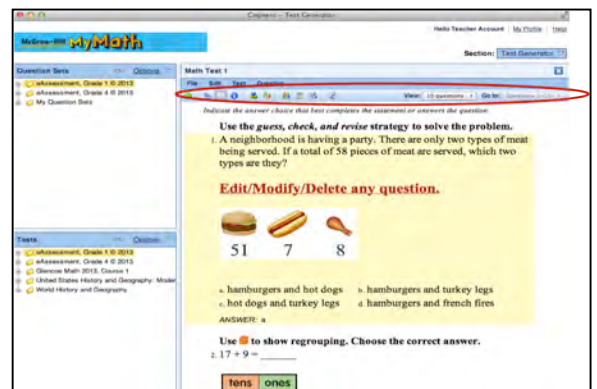 Cognero - Test Generator
Hello Teacher Account | My Profile | Help
McGraw-Hill My Math
Section: Test Generator
Question Sets
Options
eAssessment, Grade 1 © 2013
eAssessment, Grade 4 © 2013
My Question Sets
Math Test 1
File Edit Test Question
View: 10 questions Go to:
Indicate the answer choice that best completes the statement or answers the question.
Use the guess, check, and revise strategy to solve the problem.
1. A neighborhood is having a party. There are only two types of meat
being served. If a total of 58 pieces of meat are served, which two
types are they?
Edit/Modify/Delete any question.
51 7 8
a. hamburgers and hot dogs b. hamburgers and turkey legs
c. hot dogs and turkey legs d. hamburgers and french fires
ANSWER: a
Use to show regrouping. Choose the correct answer.
2. 17 + 9 = ______
tens ones
Tests
Options
eAssessment, Grade 1 © 2013
eAssessment, Grade 4 © 2013
Glencoe Math 2013, Course 1
United States History and Geography: Moder
World History and Geography